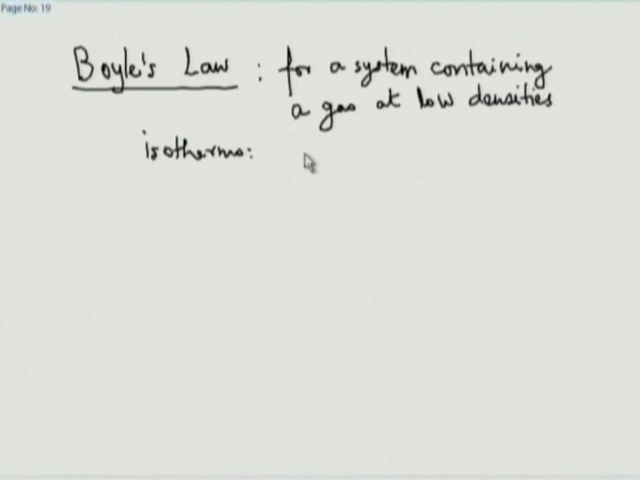 Page No: 19
Boyle's Law : for a system containing
a gas at low densities
isotherms: